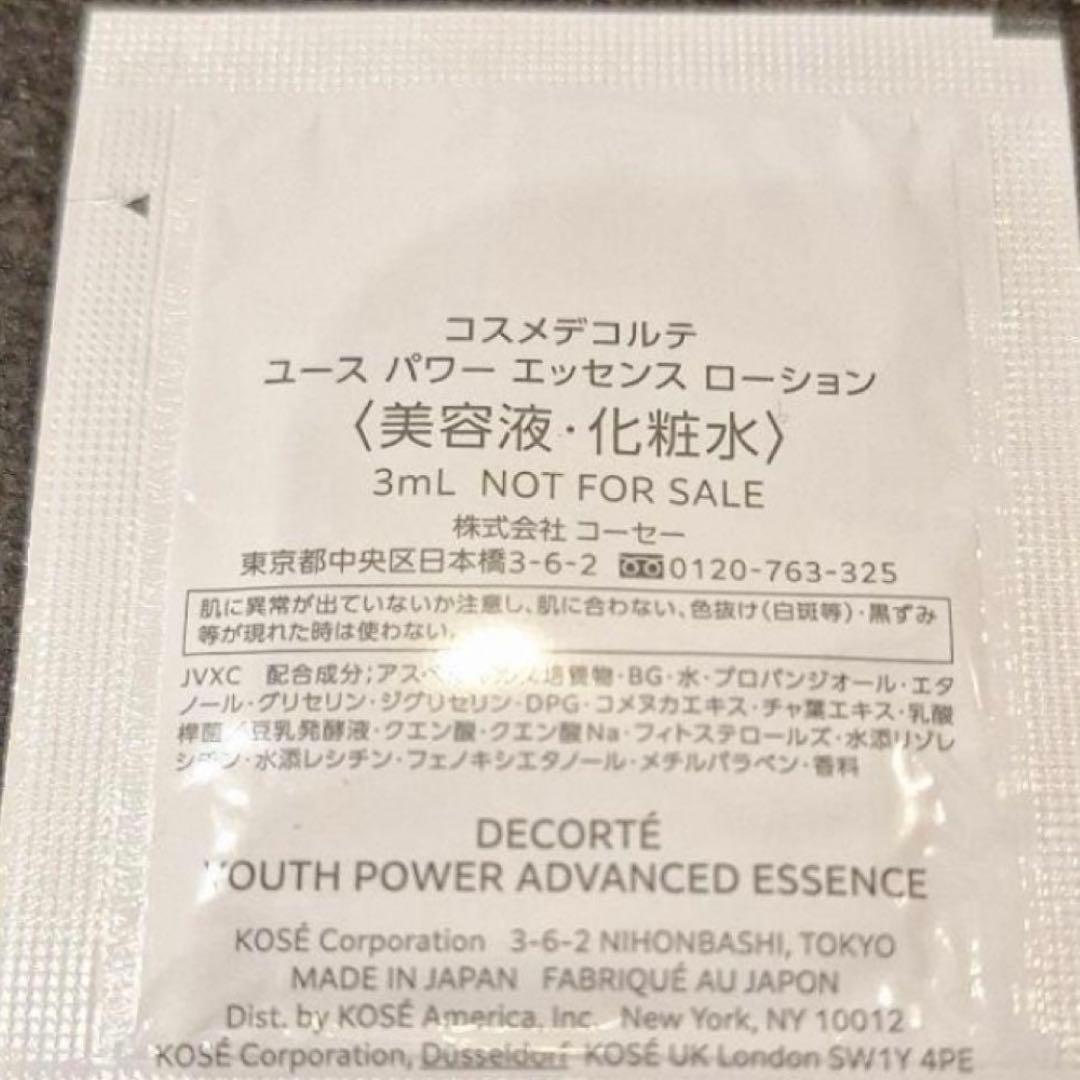 コスメデコルテ
ユース パワー エッセンス ローション
〈美容液・化粧水〉
3mL NOT FOR SALE
株式会社 コーセー
東京都中央区日本橋3-6-2 0120-763-325
肌に異常が出ていないか注意し、肌に合わない、色抜け(白斑等)・黒ずみ
等が現れた時は使わない。
JVXC 配合成分;アス 培養物・BG・水・プロパンジオール・エタ
ノール・グリセリン・ジグリセリン・DPG・コメヌカエキス・チャ葉エキス・乳酸
桿菌/豆乳発酵液・クエン酸・クエン酸Na・フィトステロールズ・水添リゾレ
シチン・水添レシチン・フェノキシエタノール・メチルパラベン・香料
DECORTÉ
YOUTH POWER ADVANCED ESSENCE
KOSÉ Corporation 3-6-2 NIHONBASHI, TOKYO
MADE IN JAPAN FABRIQUÉ AU JAPON
Dist. by KOSÉ America, Inc. New York, NY 10012
KOSÉ Corporation, Düsseldorf KOSÉ UK London SW1Y 4PE